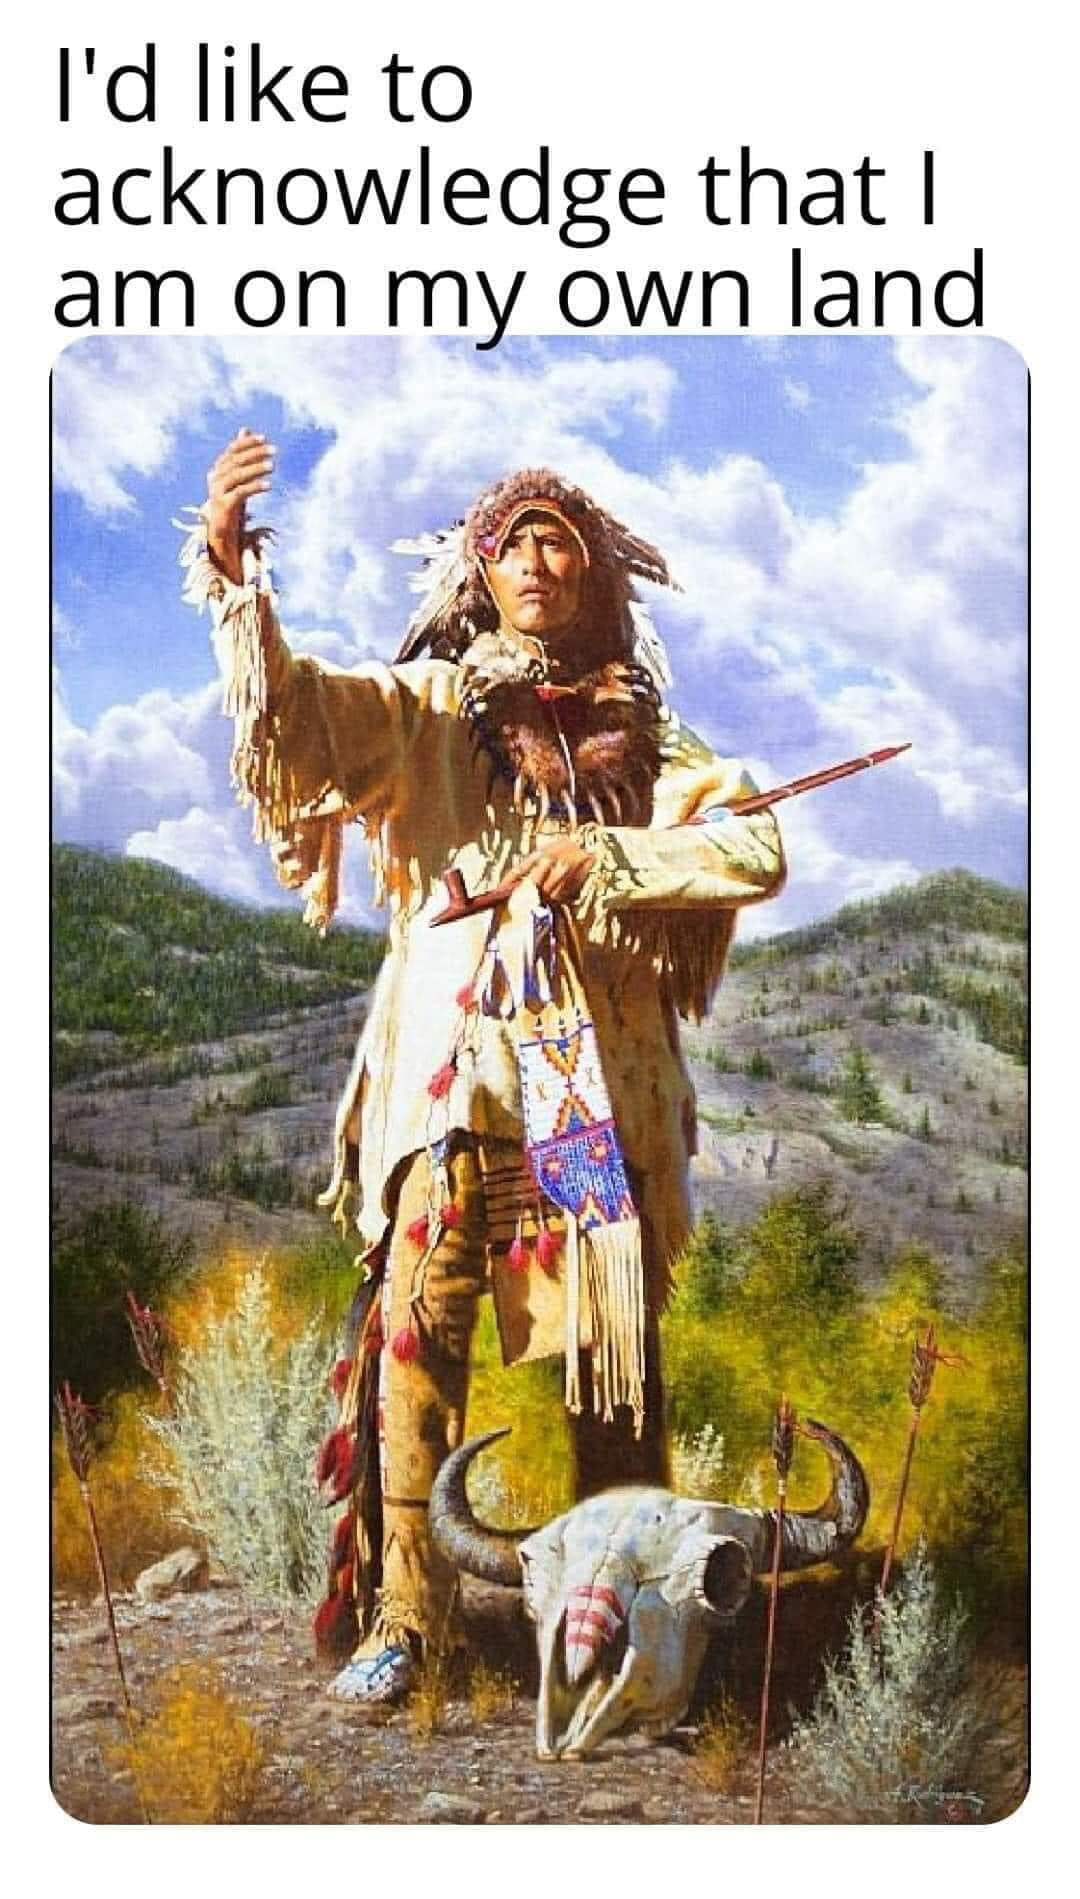 I'd like to
acknowledge that I
am on my own land